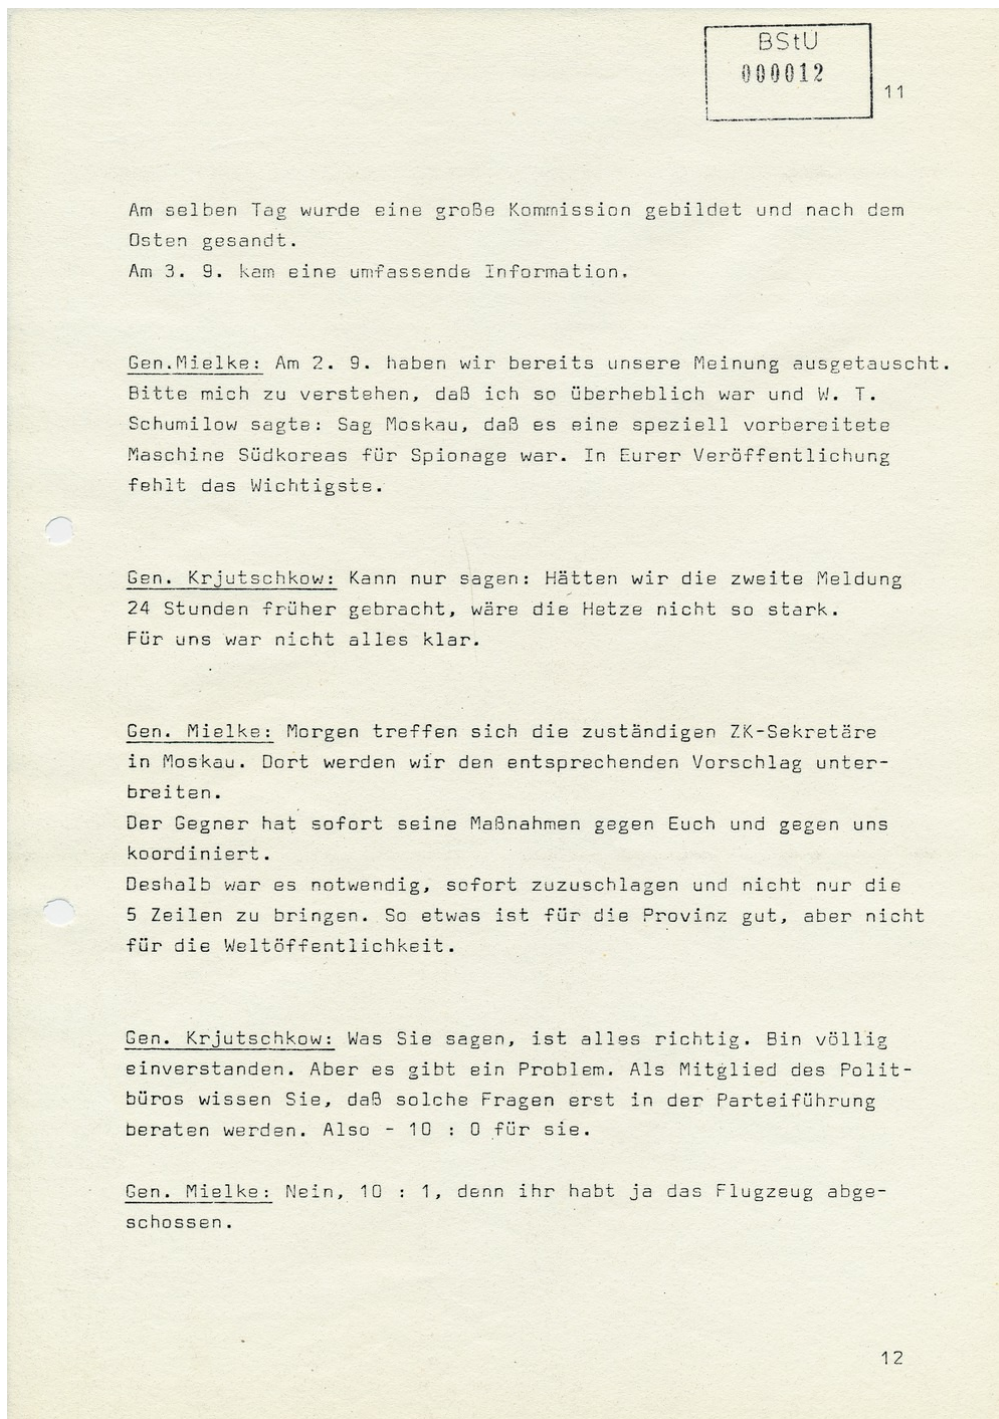 BStU
000012
11
Am selben Tag wurde eine große Kommission gebildet und nach dem
Osten gesandt.
Am 3. 9. kam eine umfassende Information.
Gen.Mielke: Am 2. 9. haben wir bereits unsere Meinung ausgetauscht.
Bitte mich zu verstehen, daß ich so überheblich war und W. T.
Schumilow sagte: Sag Moskau, daß es eine speziell vorbereitete
Maschine Südkoreas für Spionage war. In Eurer Veröffentlichung
fehlt das Wichtigste.
Gen. Krjutschkow: Kann nur sagen: Hätten wir die zweite Meldung
24 Stunden früher gebracht, wäre die Hetze nicht so stark.
Für uns war nicht alles klar.
Gen. Mielke: Morgen treffen sich die zuständigen ZK-Sekretäre
in Moskau. Dort werden wir den entsprechenden Vorschlag unter-
breiten.
Der Gegner hat sofort seine Maßnahmen gegen Euch und gegen uns
koordiniert.
Deshalb war es notwendig, sofort zuzuschlagen und nicht nur die
5 Zeilen zu bringen. So etwas ist für die Provinz gut, aber nicht
für die Weltöffentlichkeit.
Gen. Krjutschkow: Was Sie sagen, ist alles richtig. Bin völlig
einverstanden. Aber es gibt ein Problem. Als Mitglied des Polit-
büros wissen Sie, daß solche Fragen erst in der Parteiführung
beraten werden. Also - 10 : 0 für sie.
Gen. Mielke: Nein, 10 : 1, denn ihr habt ja das Flugzeug abge-
schossen.
12